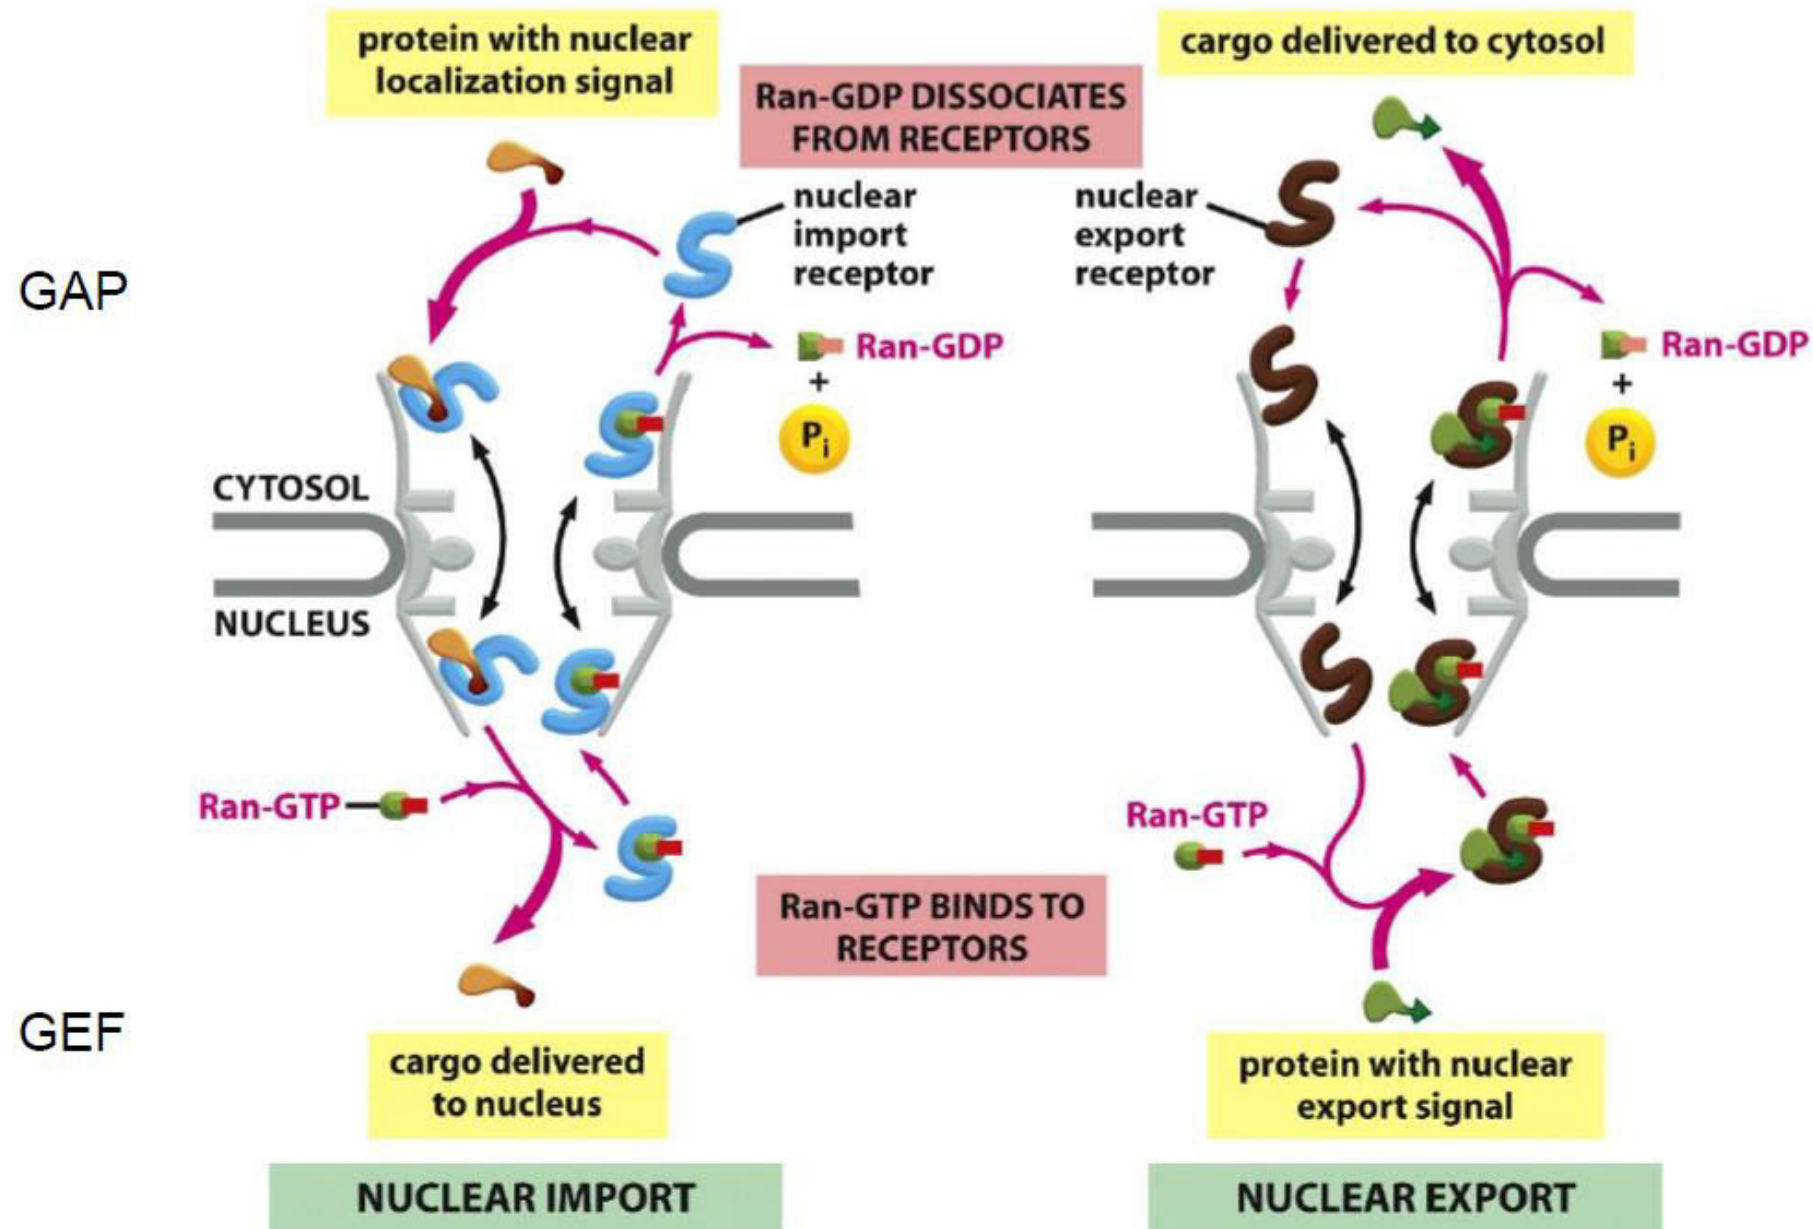 protein with nuclear
localization signal
cargo delivered to cytosol
Ran-GDP DISSOCIATES
FROM RECEPTORS
nuclear
import
receptor
nuclear
export
receptor
GAP
Ran-GDP
+
Pi
Ran-GDP
+
Pi
CYTOSOL
NUCLEUS
Ran-GTP
Ran-GTP
Ran-GTP BINDS TO
RECEPTORS
GEF
cargo delivered
to nucleus
protein with nuclear
export signal
NUCLEAR IMPORT
NUCLEAR EXPORT